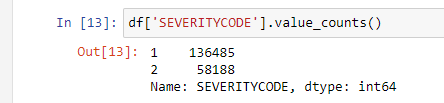 In [13]: df['SEVERITYCODE'].value_counts()
Out[13]: 1    136485
2     58188
Name: SEVERITYCODE, dtype: int64